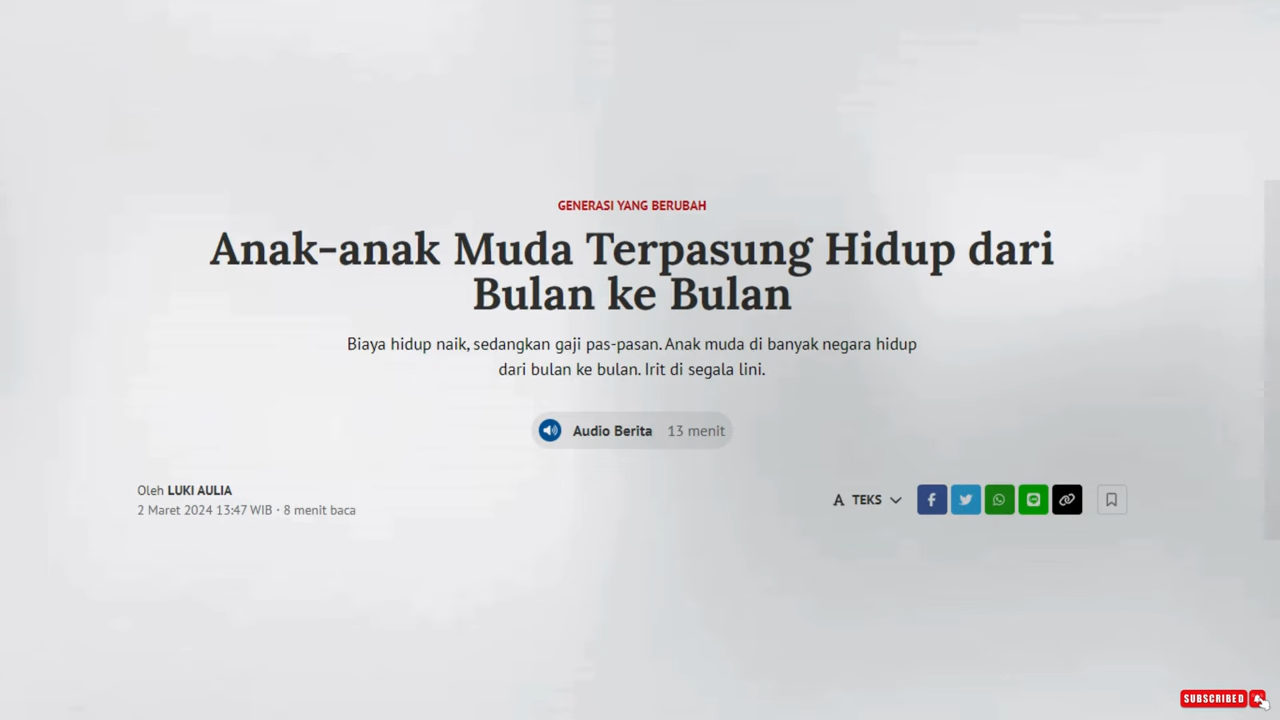 GENERASI YANG BERUBAH
Anak-anak Muda Terpasung Hidup dari
Bulan ke Bulan
Biaya hidup naik, sedangkan gaji pas-pasan. Anak muda di banyak negara hidup
dari bulan ke bulan. Irit di segala lini.
Audio Berita 13 menit
Oleh LUKI AULIA
2 Maret 2024 13:47 WIB · 8 menit baca
A TEKS
SUBSCRIBED